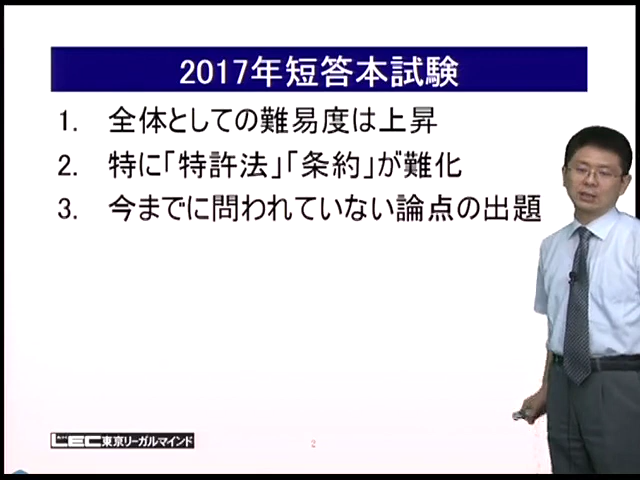 2017年短答本試験
1. 全体としての難易度は上昇
2. 特に「特許法」「条約」が難化
3. 今までに問われていない論点の出題
LEC東京リーガルマインド
2